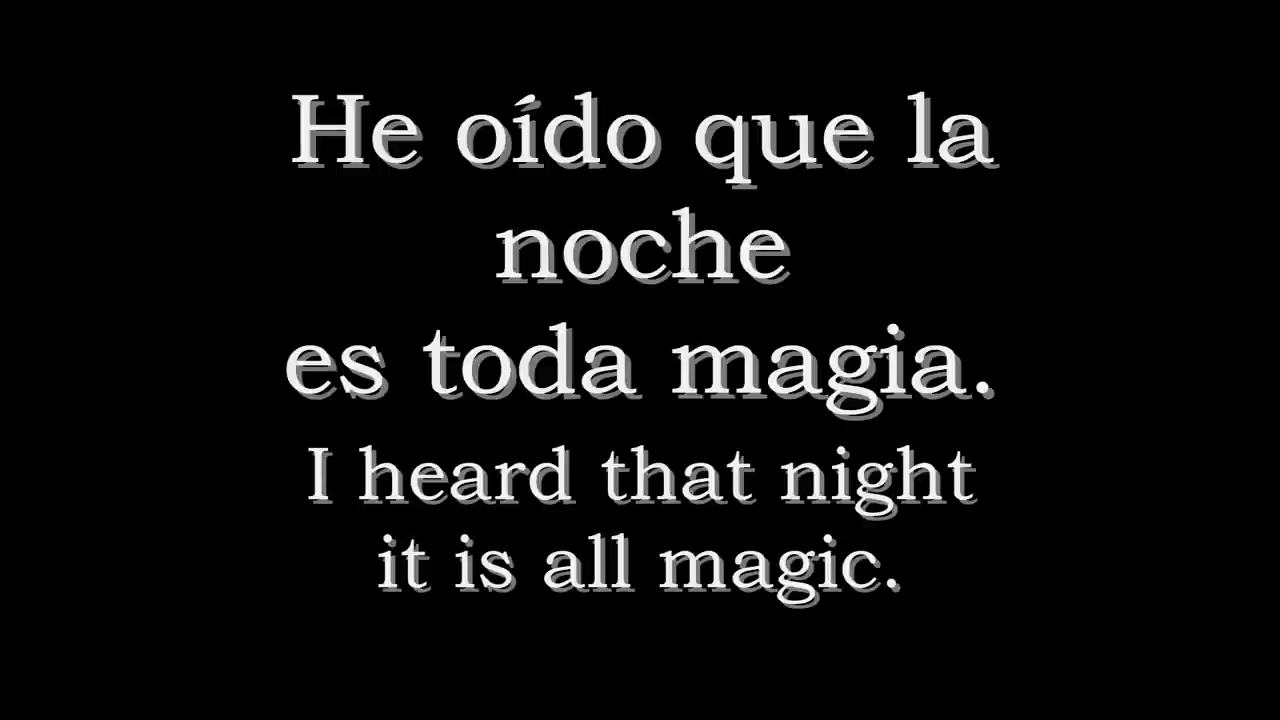 He oído que la
noche
es toda magia.
I heard that night
it is all magic.